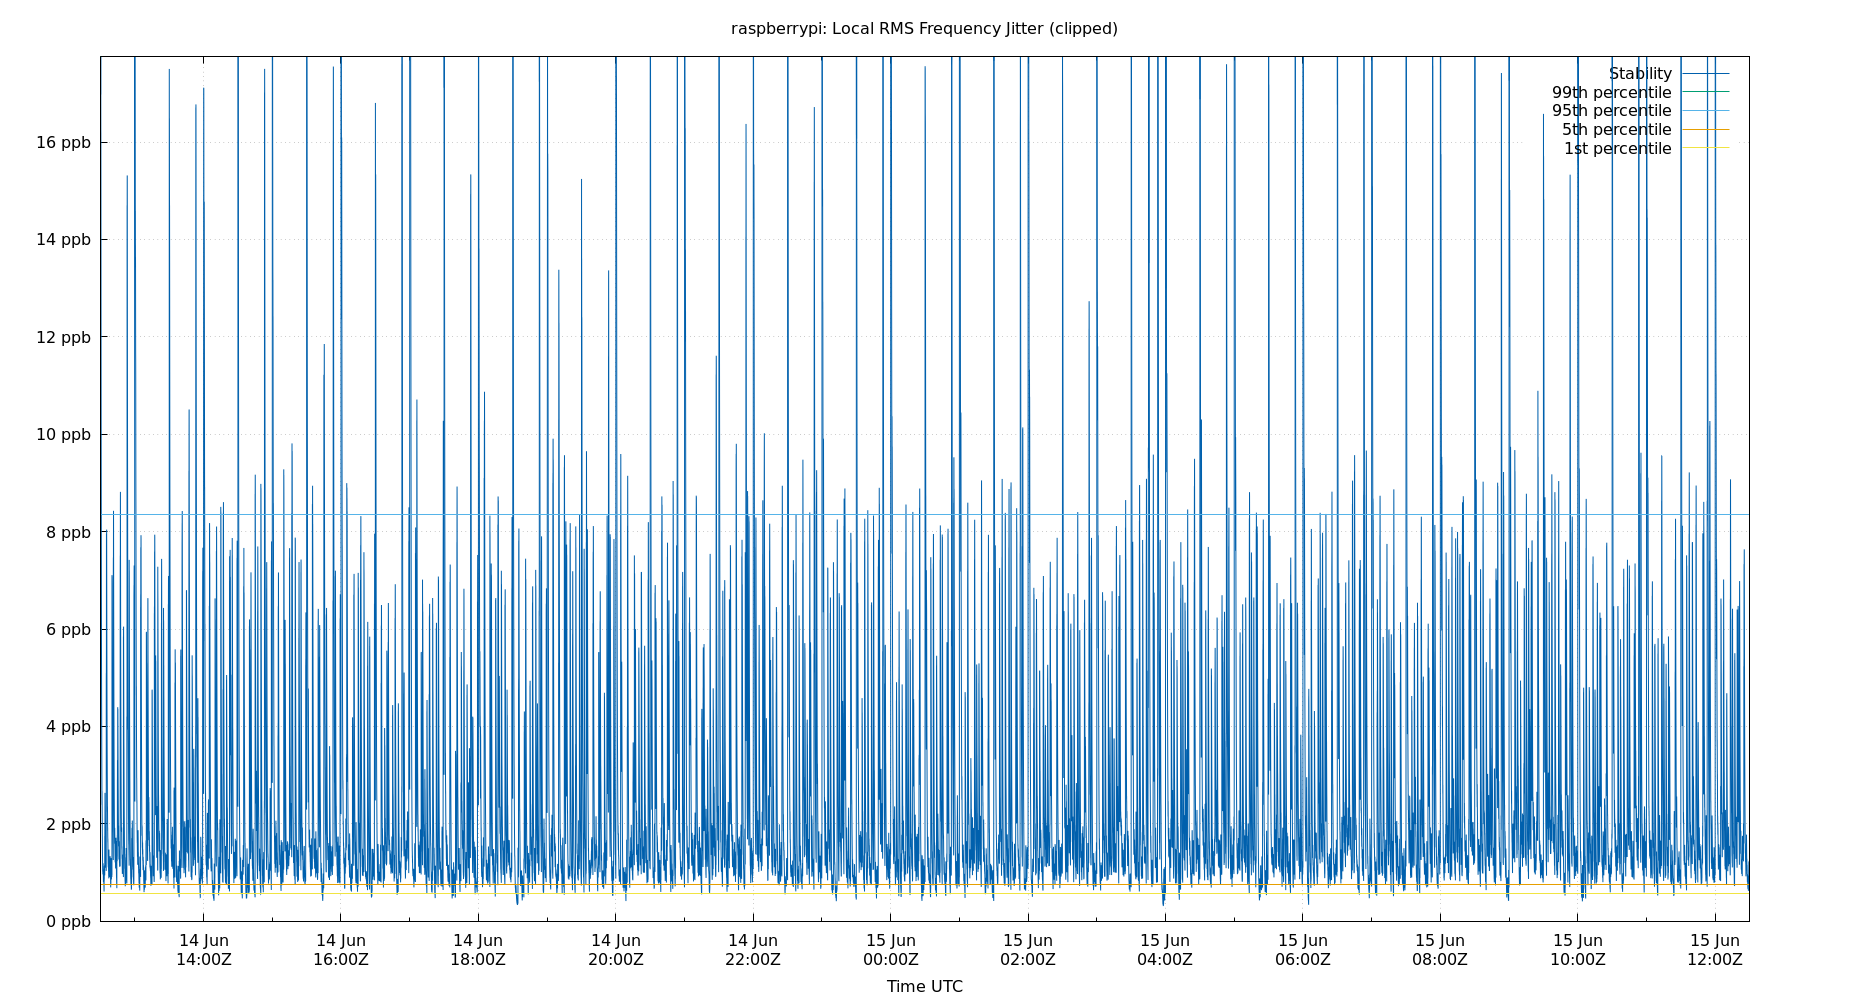 raspberrypi: Local RMS Frequency Jitter (clipped)
Stability
99th percentile
95th percentile
5th percentile
1st percentile
16 ppb
14 ppb
12 ppb
10 ppb
8 ppb
6 ppb
4 ppb
2 ppb
0 ppb
14 Jun 14 Jun 14 Jun 14 Jun 14 Jun 15 Jun 15 Jun 15 Jun 15 Jun 15 Jun 15 Jun 15 Jun
14:00Z 16:00Z 18:00Z 20:00Z 22:00Z 00:00Z 02:00Z 04:00Z 06:00Z 08:00Z 10:00Z 12:00Z
Time UTC